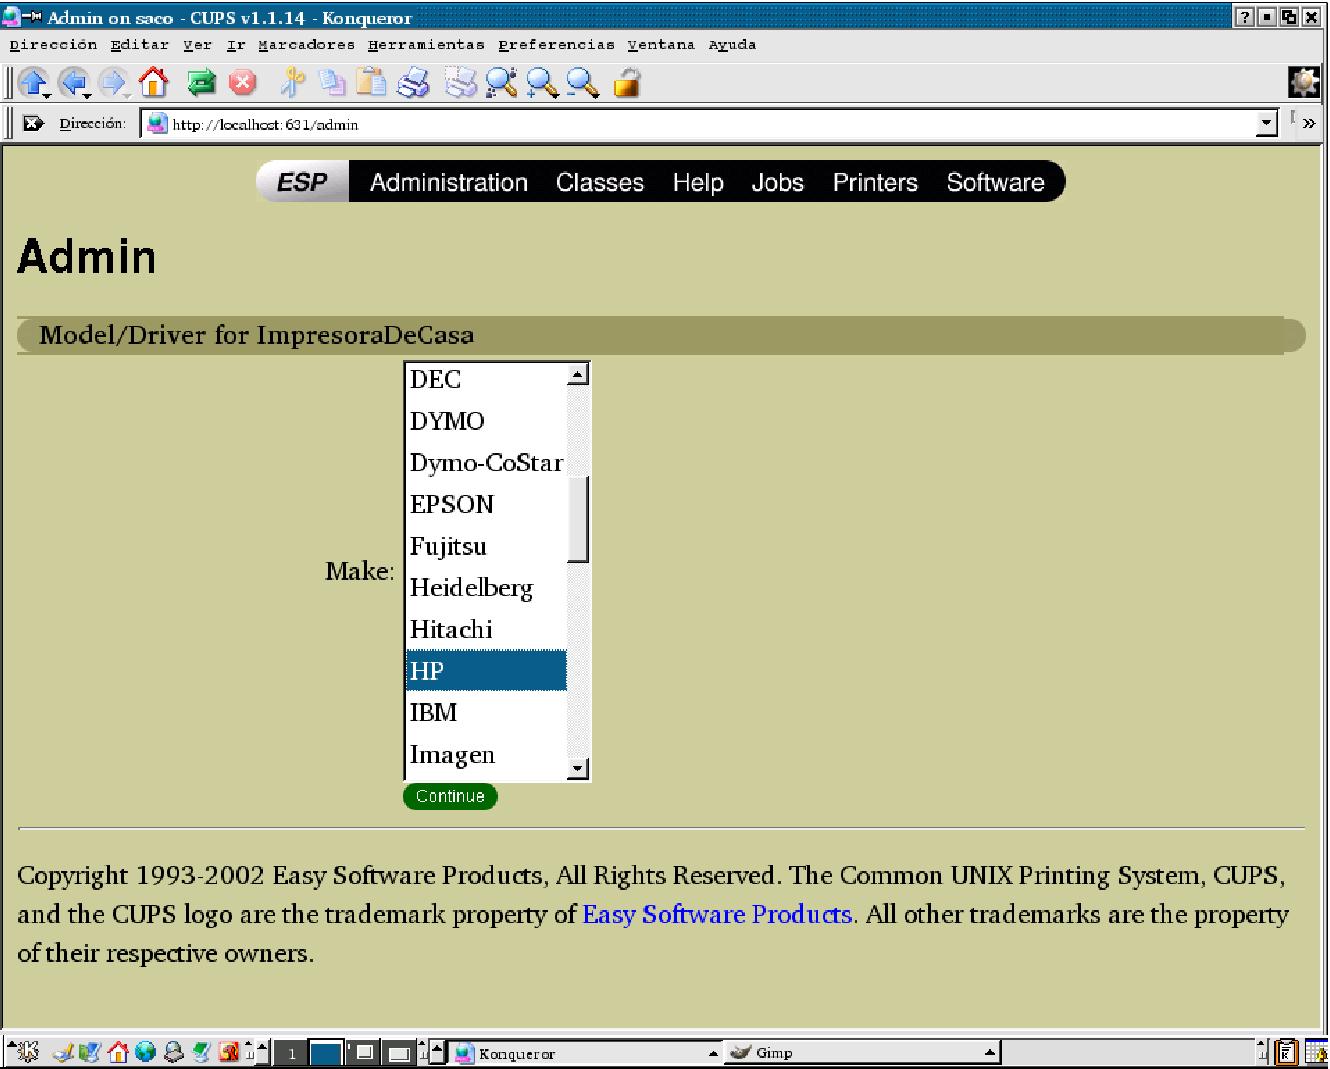 Admin on saco - CUPS v1.1.14 - Konqueror
Dirección Editar Ver Ir Marcadores Herramientas Preferencias Ventana Ayuda
Dirección: http://localhost:631/admin
ESP Administration Classes Help Jobs Printers Software
Admin
Model/Driver for ImpresoraDeCasa
DEC
DYMO
Dymo-CoStar
EPSON
Fujitsu
Make:
Heidelberg
Hitachi
HP
IBM
Imagen
Continue
Copyright 1993-2002 Easy Software Products, All Rights Reserved. The Common UNIX Printing System, CUPS,
and the CUPS logo are the trademark property of Easy Software Products. All other trademarks are the property
of their respective owners.
1 Konqueror Gimp